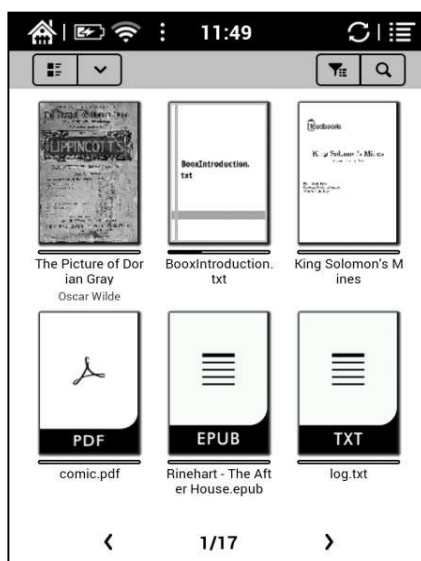 11:49
LIPPINCOTT'S
BooxIntroduction.
txt
King Solomon's Mines
The Picture of Dor
ian Gray
Oscar Wilde
BooxIntroduction.
txt
King Solomon's M
ines
PDF
EPUB
TXT
comic.pdf
Rinehart - The Aft
er House.epub
log.txt
1/17